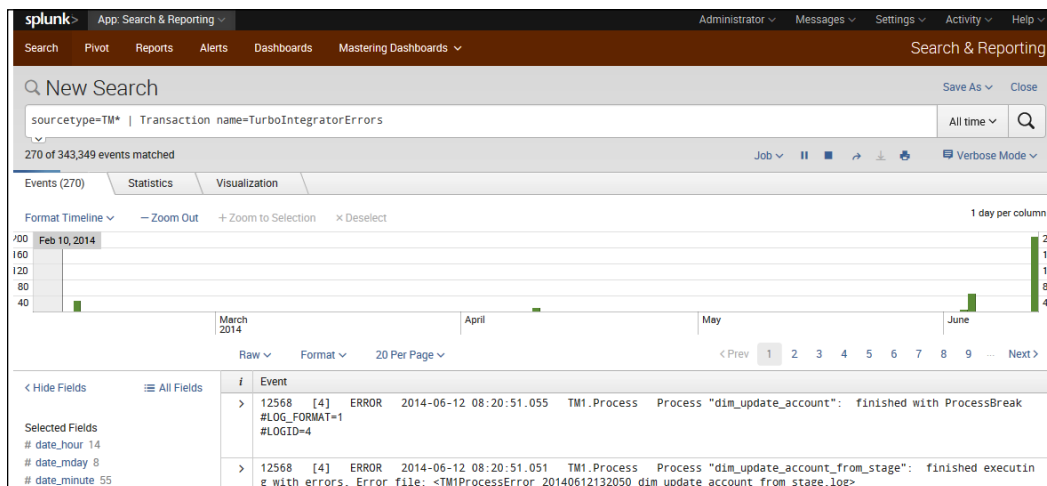 splunk> App: Search & Reporting Administrator Messages Settings Activity Help
Search Pivot Reports Alerts Dashboards Mastering Dashboards Search & Reporting
New Search Save As Close
sourcetype=TM* | Transaction name=TurboIntegratorErrors All time
270 of 343,349 events matched Job Verbose Mode
Events (270) Statistics Visualization
Format Timeline — Zoom Out + Zoom to Selection × Deselect 1 day per column
Feb 10, 2014
160
120
80
40
March April May June
2014
Raw Format 20 Per Page < Prev 1 2 3 4 5 6 7 8 9 ... Next >
< Hide Fields All Fields i Event
> 12568 [4] ERROR 2014-06-12 08:20:51.055 TM1.Process Process "dim_update_account": finished with ProcessBreak
#LOG_FORMAT=1
Selected Fields #LOGID=4
# date_hour 14
# date_mday 8 > 12568 [4] ERROR 2014-06-12 08:20:51.051 TM1.Process Process "dim_update_account_from_stage": finished executin
# date_minute 55 g with errors. Error file: <TM1ProcessError_20140612132050_dim_update_account_from_stage.log>